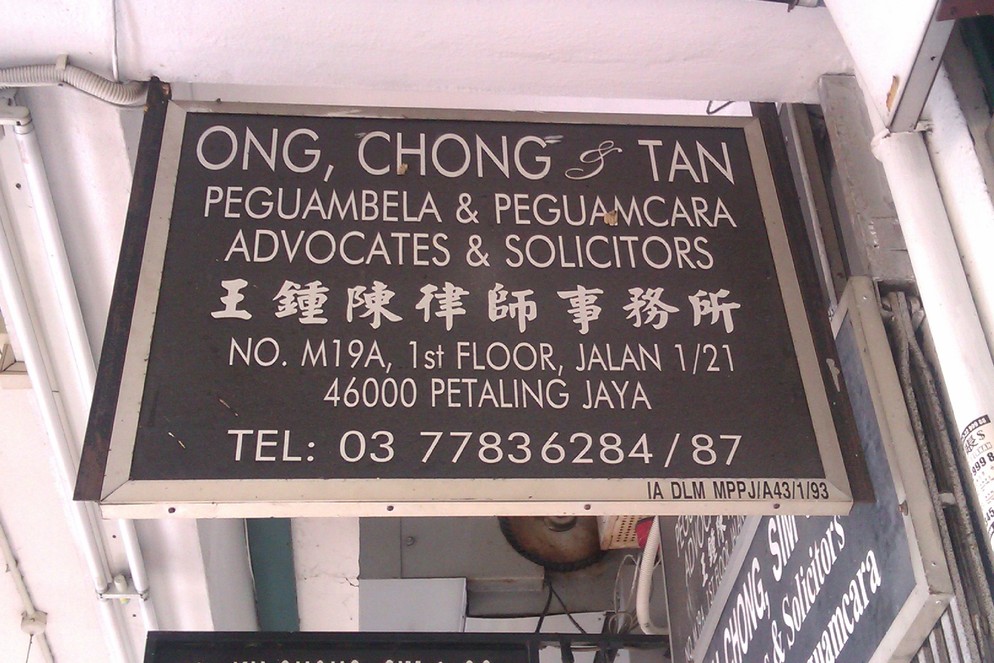 ONG, CHONG & TAN
PEGUAMBELA & PEGUAMCARA
ADVOCATES & SOLICITORS
王鍾陳律師事務所
NO. M19A, 1st FLOOR, JALAN 1/21
46000 PETALING JAYA
TEL: 03 77836284/87
IA DLM MPPJ/A43/1/93
CHONG, SIM
& Solicitors